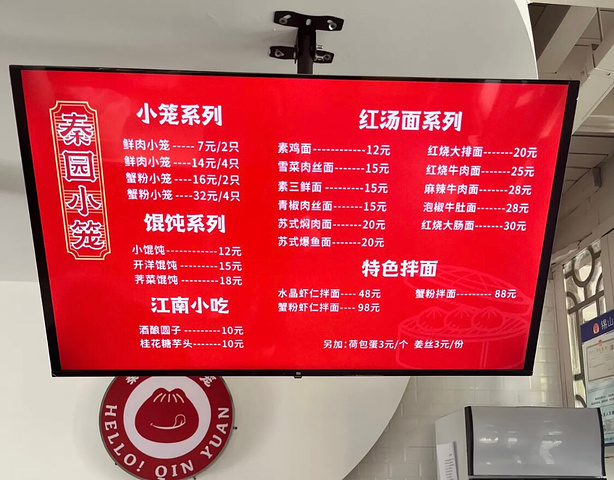 秦园小笼
小笼系列
鲜肉小笼-----7元/2只
鲜肉小笼----14元/4只
蟹粉小笼----16元/2只
蟹粉小笼----32元/4只
馄饨系列
小馄饨------------12元
开洋馄饨----------15元
荠菜馄饨----------18元
江南小吃
酒酿圆子---------10元
桂花糖芋头-------10元
红汤面系列
素鸡面------------12元
雪菜肉丝面-------15元
素三鲜面---------15元
青椒肉丝面-------15元
苏式焖肉面-------20元
苏式爆鱼面-------20元
红烧大排面-------20元
红烧牛肉面-------25元
麻辣牛肉面-------28元
泡椒牛肚面-------28元
红烧大肠面-------30元
特色拌面
水晶虾仁拌面----48元
蟹粉虾仁拌面----98元
蟹粉拌面---------88元
另加:荷包蛋3元/个 姜丝3元/份
HELLO! QIN YUAN
锡山